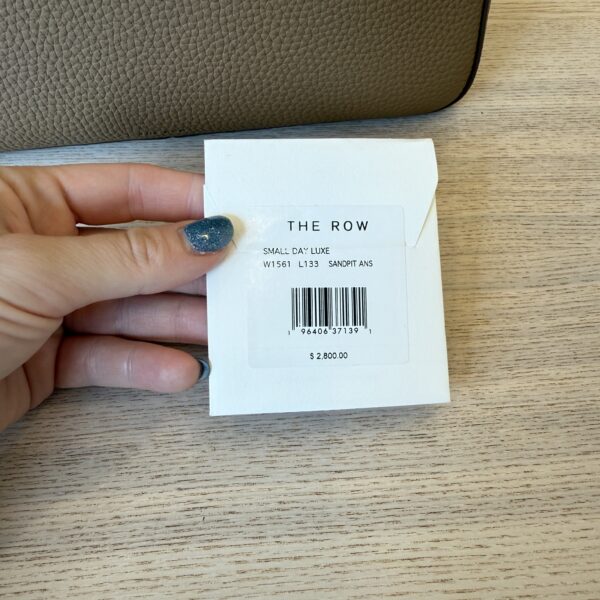 THE ROW
SMALL DAY LUXE
W1561 L133 SANDPIT ANS
1 96406 37139 1
$ 2,800.00